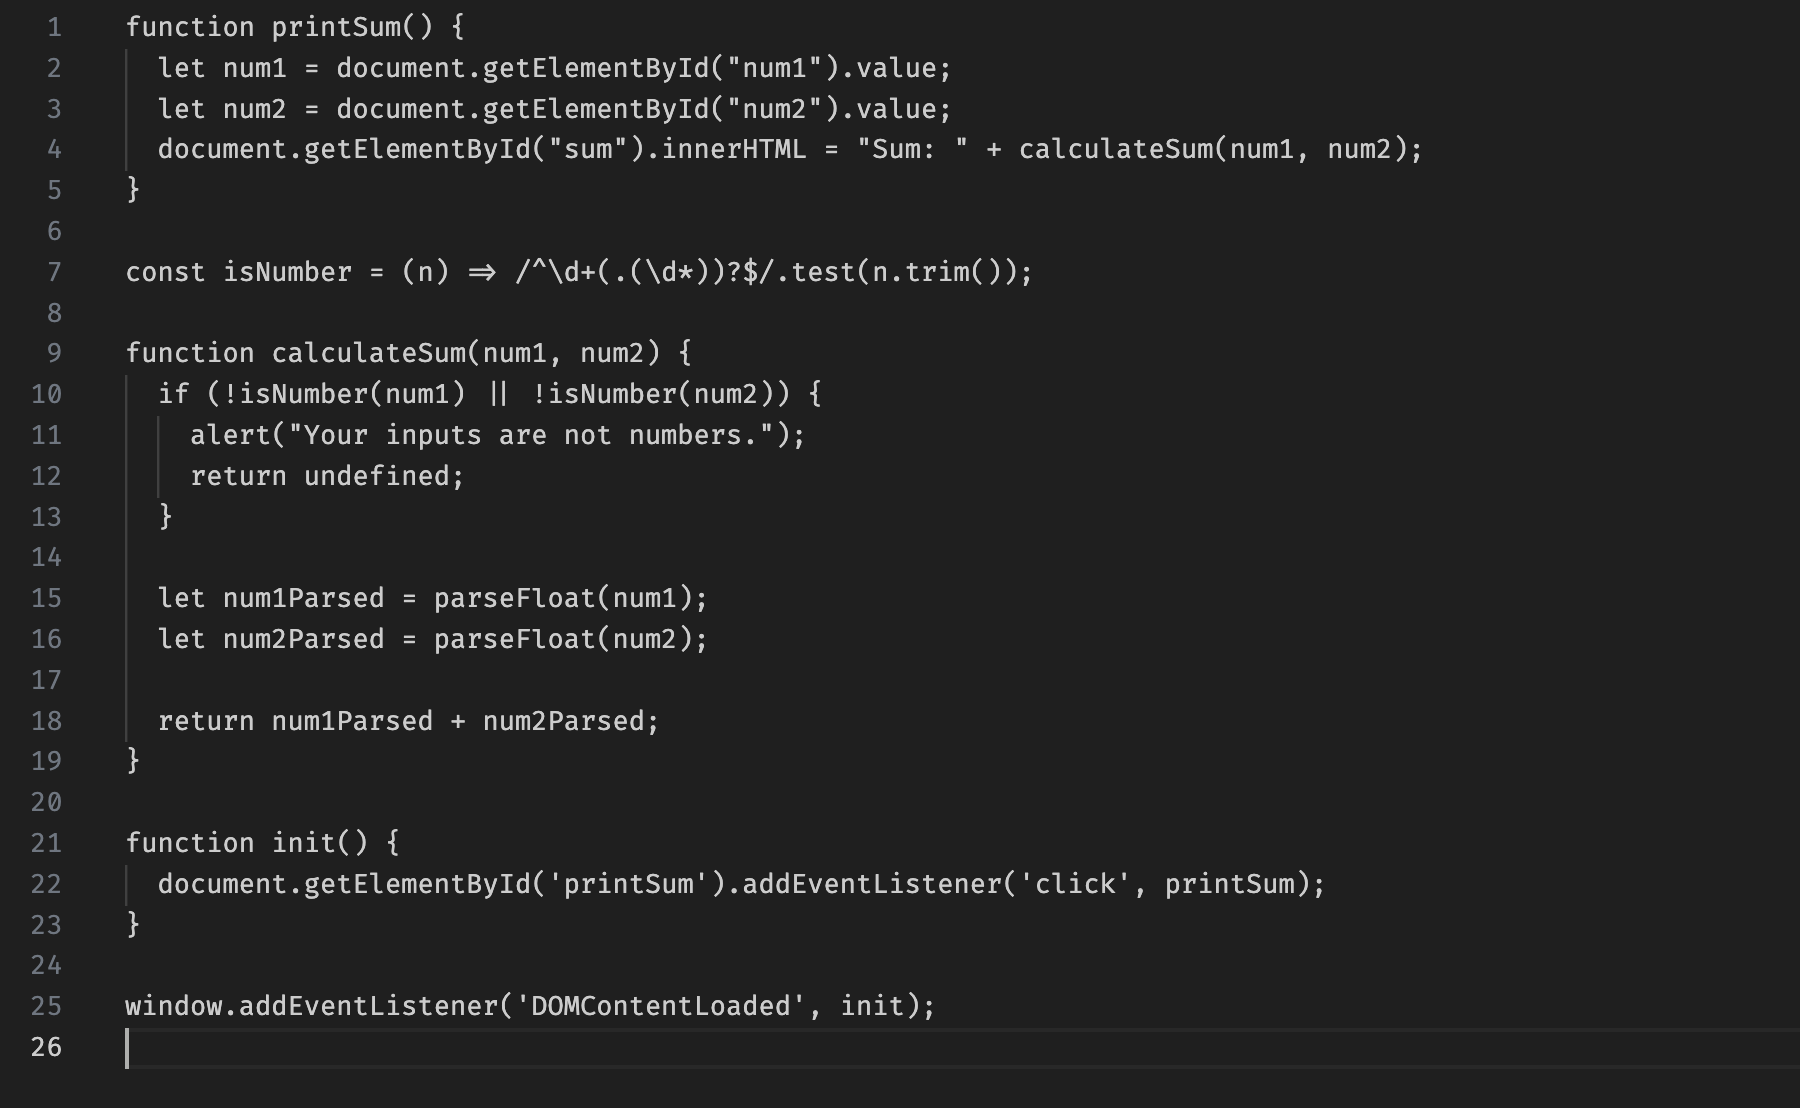 1 function printSum() {
2 let num1 = document.getElementById("num1").value;
3 let num2 = document.getElementById("num2").value;
4 document.getElementById("sum").innerHTML = "Sum: " + calculateSum(num1, num2);
5 }
6
7 const isNumber = (n) => /^\d+(.(\d*))?$/.test(n.trim());
8
9 function calculateSum(num1, num2) {
10 if (!isNumber(num1) || !isNumber(num2)) {
11 alert("Your inputs are not numbers.");
12 return undefined;
13 }
14
15 let num1Parsed = parseFloat(num1);
16 let num2Parsed = parseFloat(num2);
17
18 return num1Parsed + num2Parsed;
19 }
20
21 function init() {
22 document.getElementById('printSum').addEventListener('click', printSum);
23 }
24
25 window.addEventListener('DOMContentLoaded', init);
26